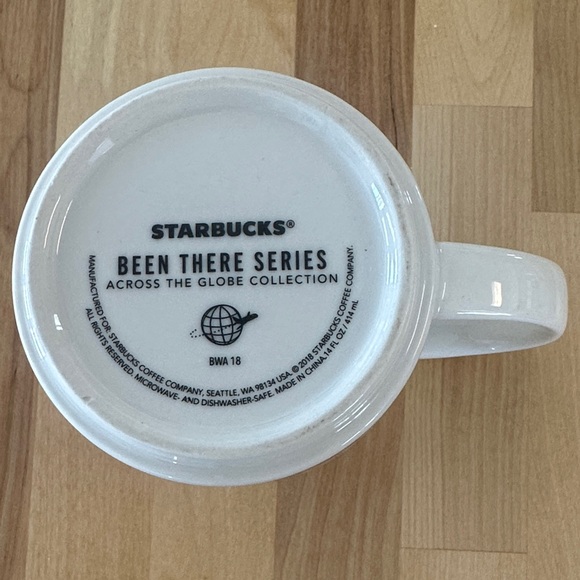 STARBUCKS®
BEEN THERE SERIES
ACROSS THE GLOBE COLLECTION
BWA 18
MANUFACTURED FOR: STARBUCKS COFFEE COMPANY, SEATTLE, WA 98134 USA. © 2018 STARBUCKS COFFEE COMPANY.
ALL RIGHTS RESERVED. MICROWAVE- AND DISHWASHER-SAFE. MADE IN CHINA.14 FL OZ / 414 mL